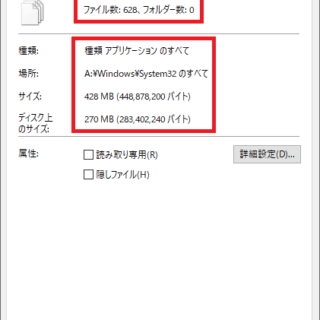 ファイル数: 628、フォルダー数: 0
種類: 種類 アプリケーション のすべて
場所: A:¥Windows¥System32 のすべて
サイズ: 428 MB (448,878,200 バイト)
ディスク上
のサイズ: 270 MB (283,402,240 バイト)
属性: 読み取り専用(R) 詳細設定(D)...
隠しファイル(H)